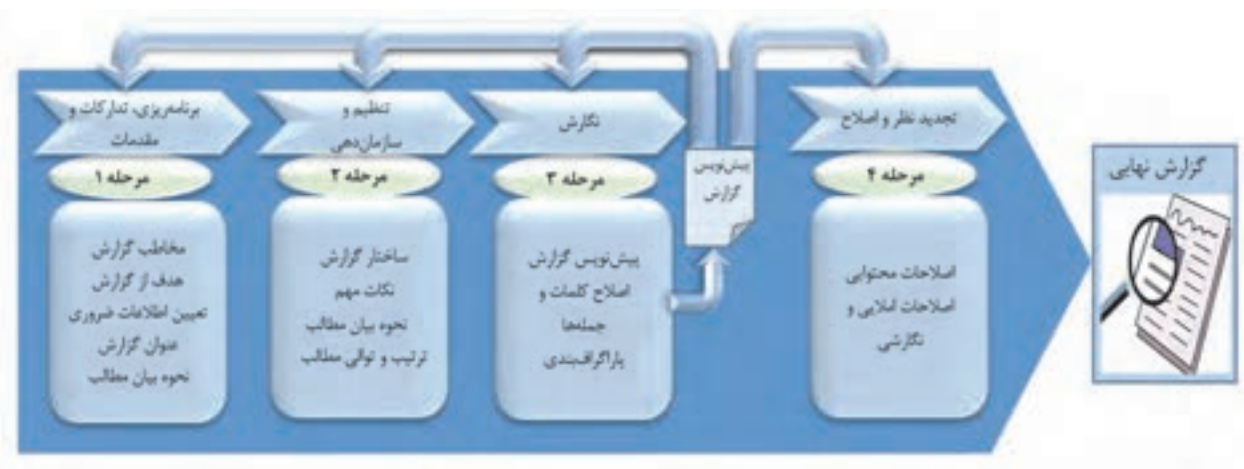 برنامه‌ریزی، تدارکات و
مقدمات
مرحله ۱
مخاطب گزارش
هدف از گزارش
تعیین اطلاعات ضروری
عنوان گزارش
نحوه بیان مطالب
تنظیم و
سازمان‌دهی
مرحله ۲
ساختار گزارش
نکات مهم
نحوه بیان مطالب
ترتیب و توالی مطالب
نگارش
مرحله ۳
پیش‌نویس گزارش
اصلاح کلمات و
جمله‌ها
پاراگراف‌بندی
پیش‌نویس
گزارش
تجدید نظر و اصلاح
مرحله ۴
اصلاحات محتوایی
اصلاحات املایی و
نگارشی
گزارش نهایی